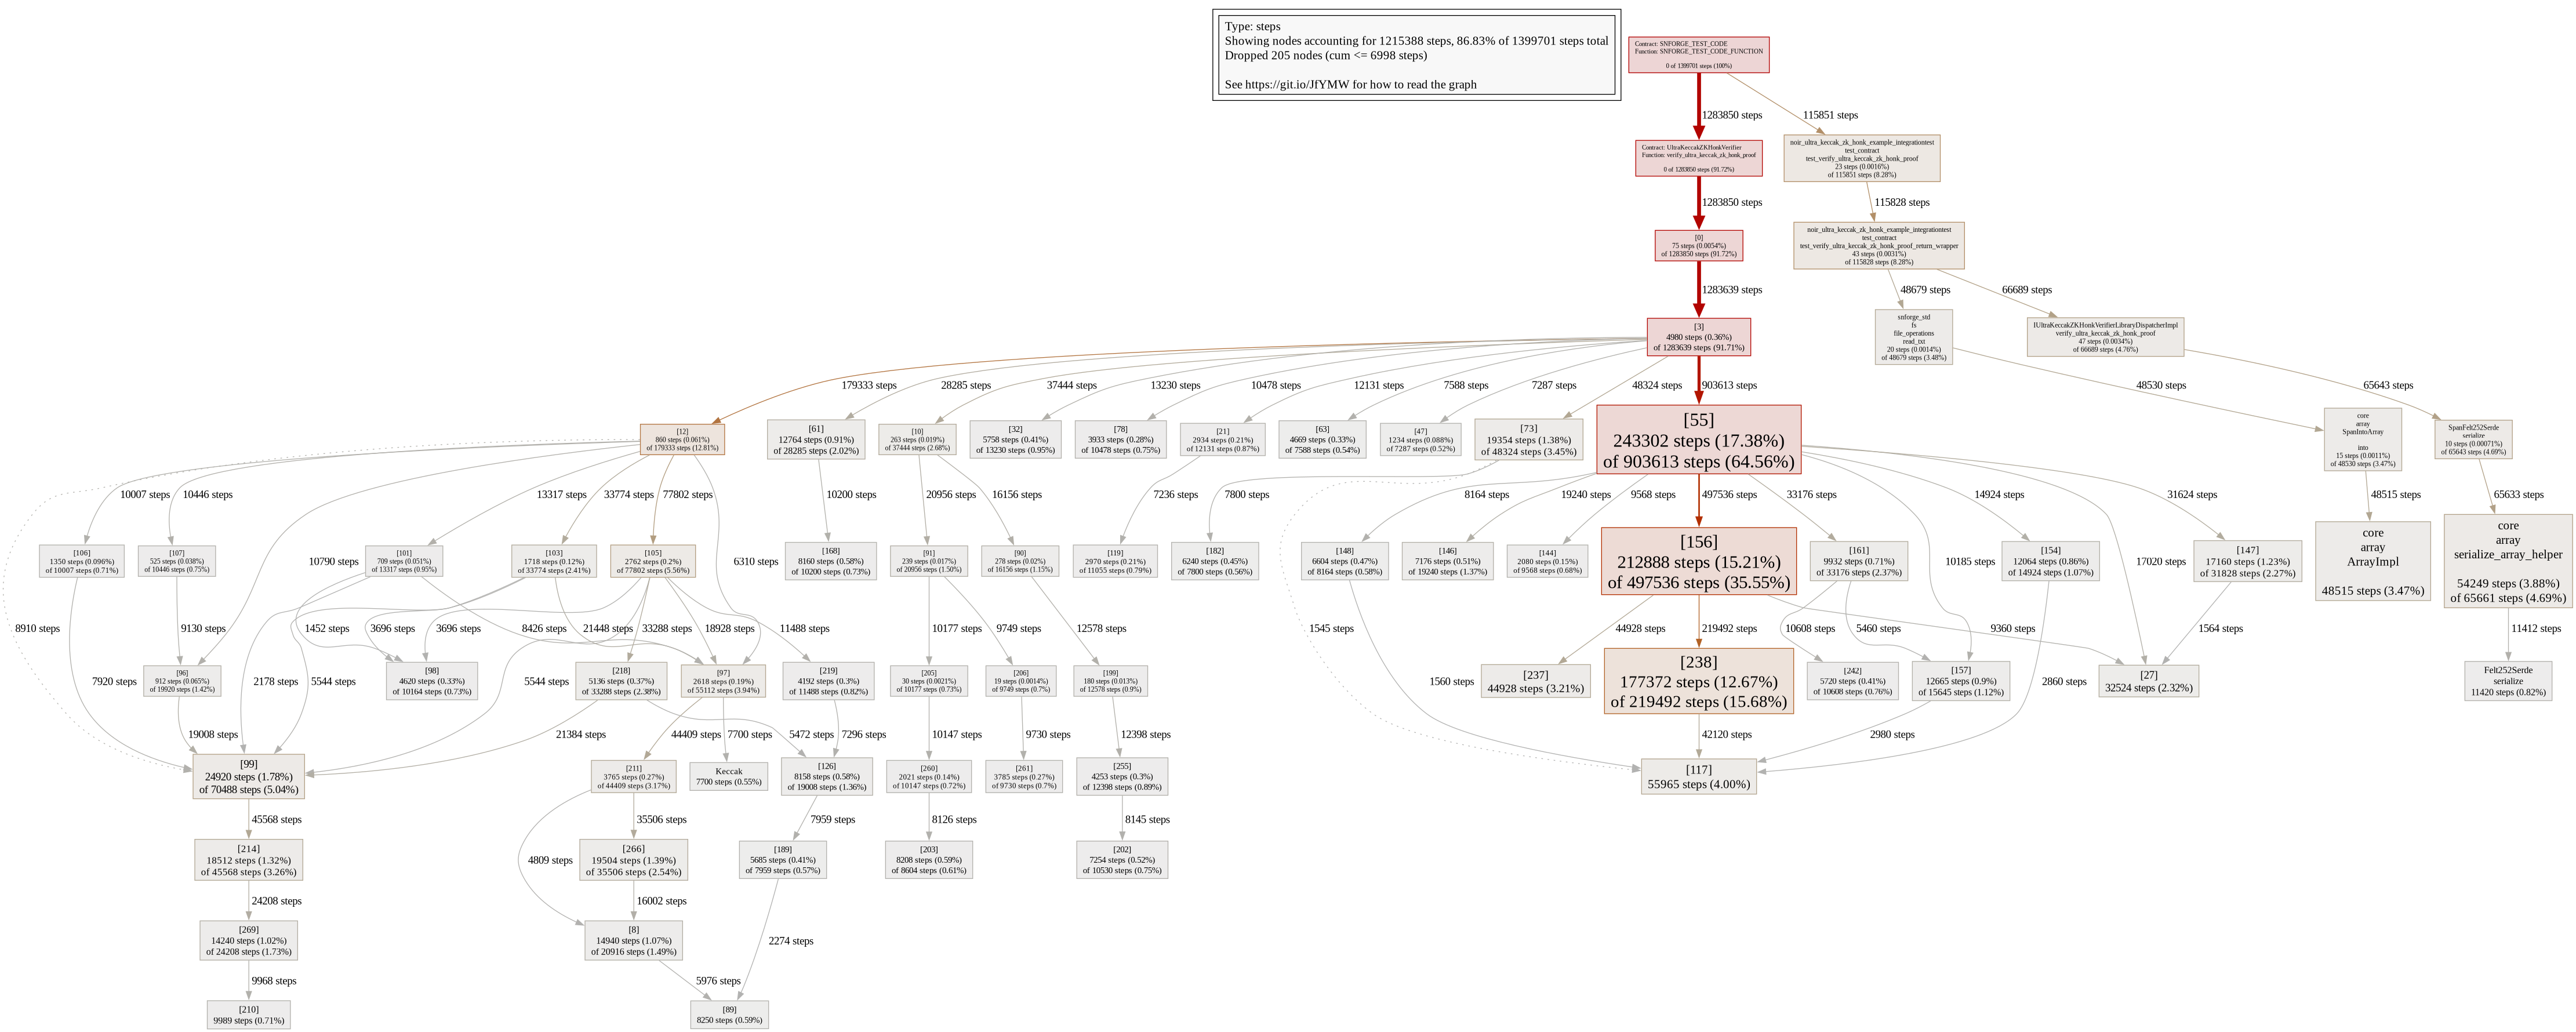 Type: steps
Showing nodes accounting for 1215388 steps, 86.83% of 1399701 steps total
Dropped 205 nodes (cum <= 6998 steps)
See https://git.io/JfYMW for how to read the graph
Contract: SNFORGE_TEST_CODE
Function: SNFORGE_TEST_CODE_FUNCTION
0 of 1399701 steps (100%)
1283850 steps
115851 steps
Contract: UltraKeccakZKHonkVerifier
Function: verify_ultra_keccak_zk_honk_proof
0 of 1283850 steps (91.72%)
noir_ultra_keccak_zk_honk_example_integrationtest
test_contract
test_verify_ultra_keccak_zk_honk_proof
23 steps (0.0016%)
of 115851 steps (8.28%)
1283850 steps
115828 steps
[0]
75 steps (0.0054%)
of 1283850 steps (91.72%)
noir_ultra_keccak_zk_honk_example_integrationtest
test_contract
test_verify_ultra_keccak_zk_honk_proof_return_wrapper
43 steps (0.0031%)
of 115828 steps (8.28%)
1283639 steps
48679 steps
66689 steps
[3]
4980 steps (0.36%)
of 1283639 steps (91.71%)
snforge_std
fs
file_operations
read_txt
20 steps (0.0014%)
of 48679 steps (3.48%)
IUltraKeccakZKHonkVerifierLibraryDispatcherImpl
verify_ultra_keccak_zk_honk_proof
47 steps (0.0034%)
of 66689 steps (4.76%)
179333 steps
28285 steps
37444 steps
13230 steps
10478 steps
12131 steps
7588 steps
7287 steps
48324 steps
903613 steps
48530 steps
65643 steps
[12]
860 steps (0.061%)
of 179333 steps (12.81%)
[61]
12764 steps (0.91%)
of 28285 steps (2.02%)
[10]
263 steps (0.019%)
of 37444 steps (2.68%)
[32]
5758 steps (0.41%)
of 13230 steps (0.95%)
[78]
3933 steps (0.28%)
of 10478 steps (0.75%)
[21]
2934 steps (0.21%)
of 12131 steps (0.87%)
[63]
4669 steps (0.33%)
of 7588 steps (0.54%)
[47]
1234 steps (0.088%)
of 7287 steps (0.52%)
[73]
19354 steps (1.38%)
of 48324 steps (3.45%)
[55]
243302 steps (17.38%)
of 903613 steps (64.56%)
core
array
SpanIntoArray
into
15 steps (0.0011%)
of 48530 steps (3.47%)
SpanFelt252Serde
serialize
10 steps (0.00071%)
of 65643 steps (4.69%)
10007 steps
10446 steps
10790 steps
13317 steps
33774 steps
77802 steps
6310 steps
10200 steps
20956 steps
16156 steps
7236 steps
7800 steps
8164 steps
19240 steps
9568 steps
497536 steps
33176 steps
10185 steps
14924 steps
17020 steps
31624 steps
48515 steps
65633 steps
[106]
1350 steps (0.096%)
of 10007 steps (0.71%)
[107]
525 steps (0.038%)
of 10446 steps (0.75%)
[101]
709 steps (0.051%)
of 13317 steps (0.95%)
[103]
1718 steps (0.12%)
of 33774 steps (2.41%)
[105]
2762 steps (0.2%)
of 77802 steps (5.56%)
[168]
8160 steps (0.58%)
of 10200 steps (0.73%)
[91]
239 steps (0.017%)
of 20956 steps (1.50%)
[90]
278 steps (0.02%)
of 16156 steps (1.15%)
[119]
2970 steps (0.21%)
of 11055 steps (0.79%)
[182]
6240 steps (0.45%)
of 7800 steps (0.56%)
[148]
6604 steps (0.47%)
of 8164 steps (0.58%)
[146]
7176 steps (0.51%)
of 19240 steps (1.37%)
[144]
2080 steps (0.15%)
of 9568 steps (0.68%)
[156]
212888 steps (15.21%)
of 497536 steps (35.55%)
[161]
9932 steps (0.71%)
of 33176 steps (2.37%)
[154]
12064 steps (0.86%)
of 14924 steps (1.07%)
[147]
17160 steps (1.23%)
of 31828 steps (2.27%)
core
array
ArrayImpl
48515 steps (3.47%)
core
array
serialize_array_helper
54249 steps (3.88%)
of 65661 steps (4.69%)
8910 steps
7920 steps
9130 steps
2178 steps
5544 steps
1452 steps
3696 steps
3696 steps
8426 steps
21448 steps
5544 steps
33288 steps
18928 steps
11488 steps
10177 steps
9749 steps
12578 steps
1545 steps
1560 steps
44928 steps
219492 steps
9360 steps
10608 steps
5460 steps
2860 steps
1564 steps
11412 steps
[96]
912 steps (0.065%)
of 19920 steps (1.42%)
[98]
4620 steps (0.33%)
of 10164 steps (0.73%)
[218]
5136 steps (0.37%)
of 33288 steps (2.38%)
[97]
2618 steps (0.19%)
of 55112 steps (3.94%)
[219]
4192 steps (0.3%)
of 11488 steps (0.82%)
[205]
30 steps (0.0021%)
of 10177 steps (0.73%)
[206]
19 steps (0.0014%)
of 9749 steps (0.7%)
[199]
180 steps (0.013%)
of 12578 steps (0.9%)
[237]
44928 steps (3.21%)
[238]
177372 steps (12.67%)
of 219492 steps (15.68%)
[242]
5720 steps (0.41%)
of 10608 steps (0.76%)
[157]
12665 steps (0.9%)
of 15645 steps (1.12%)
[27]
32524 steps (2.32%)
Felt252Serde
serialize
11420 steps (0.82%)
19008 steps
21384 steps
44409 steps
7700 steps
5472 steps
7296 steps
10147 steps
9730 steps
12398 steps
42120 steps
2980 steps
[99]
24920 steps (1.78%)
of 70488 steps (5.04%)
[211]
3765 steps (0.27%)
of 44409 steps (3.17%)
Keccak
7700 steps (0.55%)
[126]
8158 steps (0.58%)
of 19008 steps (1.36%)
[260]
2021 steps (0.14%)
of 10147 steps (0.72%)
[261]
3785 steps (0.27%)
of 9730 steps (0.7%)
[255]
4253 steps (0.3%)
of 12398 steps (0.89%)
[117]
55965 steps (4.00%)
45568 steps
4809 steps
35506 steps
7959 steps
8126 steps
8145 steps
[214]
18512 steps (1.32%)
of 45568 steps (3.26%)
[266]
19504 steps (1.39%)
of 35506 steps (2.54%)
[189]
5685 steps (0.41%)
of 7959 steps (0.57%)
[203]
8208 steps (0.59%)
of 8604 steps (0.61%)
[202]
7254 steps (0.52%)
of 10530 steps (0.75%)
24208 steps
16002 steps
2274 steps
[269]
14240 steps (1.02%)
of 24208 steps (1.73%)
[8]
14940 steps (1.07%)
of 20916 steps (1.49%)
9968 steps
5976 steps
[210]
9989 steps (0.71%)
[89]
8250 steps (0.59%)